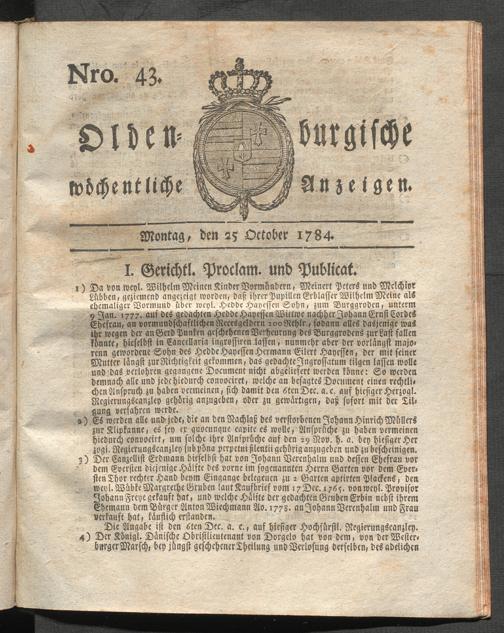 Nro. 43.
Olden- burgische
wöchentliche Anzeigen.
Montag, den 25 October 1784.
I. Gerichtl. Proclam. und Publicat.
1) Da von weyl. Wilhelm Meinen Kinder Vormündern, Meinert Peters und Melchior
Lübben, geziemend angezeigt worden, daß ihrer Pupillen Erblasser Wilhelm Meine als
ehemaliger Vormund über weyl. Hedde Hayessen Sohn, zum Burggroden, unterm
9 Jan. 1777. auf des gedachten Hedde Hayessen Wittwe nachher Johann Ernst Cordes
Ehefrau, an vormundschaftlichen Receßgeldern 200 Rthlr., sodann alles dasjenige was
ihr wegen der an Gerd Punken geschehenen Verheurung des Burggrodens zur Last fallen
könnte, hieselbst in Cancellaria ingrossiren lassen, nunmehr aber der vorlängst majo-
renn gewordene Sohn des Hedde Hayessen Hermann Eilert Hayessen, der mit seiner
Mutter längst zur Richtigkeit gekommen, das gedachte Ingrossatum tilgen lassen wolle
und das verlohren gegangene Document nicht abgeliefert werden könne: So werden
demnach alle und jede hiedurch convociret, welche an besagtes Document einen rechtli-
chen Anspruch zu haben vermeinen, sich damit den 6ten Dec. a. c. auf hiesiger Herzogl.
Regierungscanzley gehörig anzugeben, oder zu gewärtigen, daß sofort mit der Til-
gung verfahren werde.
2) Es werden alle und jede, die an den Nachlaß des verstorbenen Johann Hinrich Müllers
zur Klipkanne, es sey er quocunque capite es wolle, Ansprüche zu haben vermeinen
hiedurch convocirt, um solche ihre Ansprüche auf den 29 Nov. h. a. bey hiesiger Her
zogl. Regierungscanzley sub pöna perpetui silentii gehörig anzugeben und zu bescheinigen.
3) Der Canzelist Erdmann hieselbst hat von Johann Verenhalm und dessen Ehefrau vor
dem Eversten diejenige Hälfte des vorne im sogenannten Herrn Garten vor dem Ever-
sten Thor rechter Hand beym Eingange belegenen zu 2 Garten aptirten Plackens, den
weyl. Wübke Margrethe Gruben laut Kaufbrief vom 17 Dec. 1765. von weyl. Provisor
Johann Freye gekauft hat, und welche Hälfte der gedachten Gruben Erbin nebst ihrem
Ehemann dem Bürger Anton Wiechmann Ao. 1778. an Johann Verenhalm und Frau
verkauft hat, käuflich erstanden.
Die Angabe ist den 6ten Dec. a. c., auf hiesiger Hochfürstl. Regierungscanzley.
4) Der Königl. Dänische Obristlieutenant von Dorgelo hat von dem, von der Wester-
burger Marsch, bey jüngst geschehener Theilung und Verlosung derselben, des adelichen